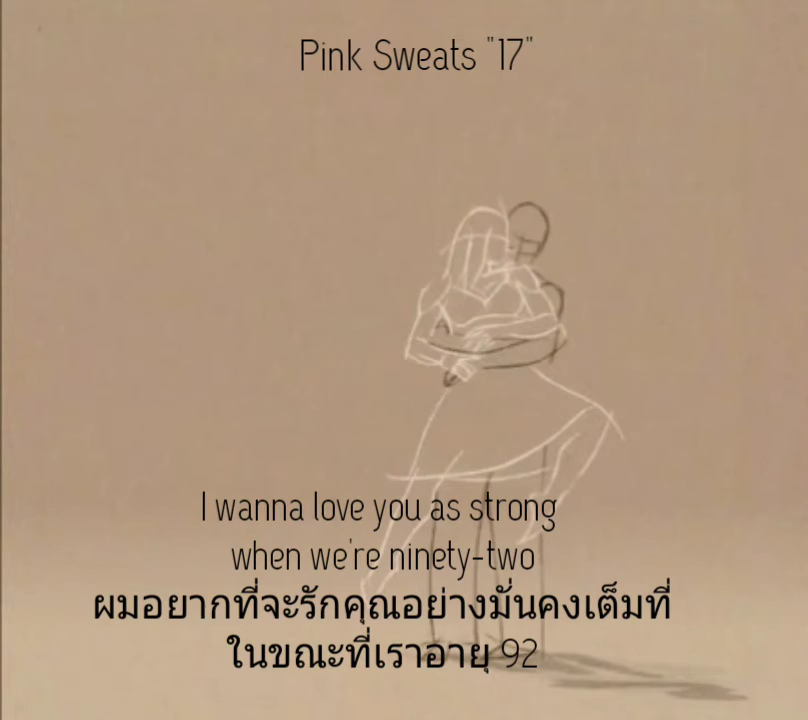 Pink Sweats "17"
I wanna love you as strong
when we're ninety-two
ผมอยากที่จะรักคุณอย่างมั่นคงเต็มที่
ในขณะที่เราอายุ 92